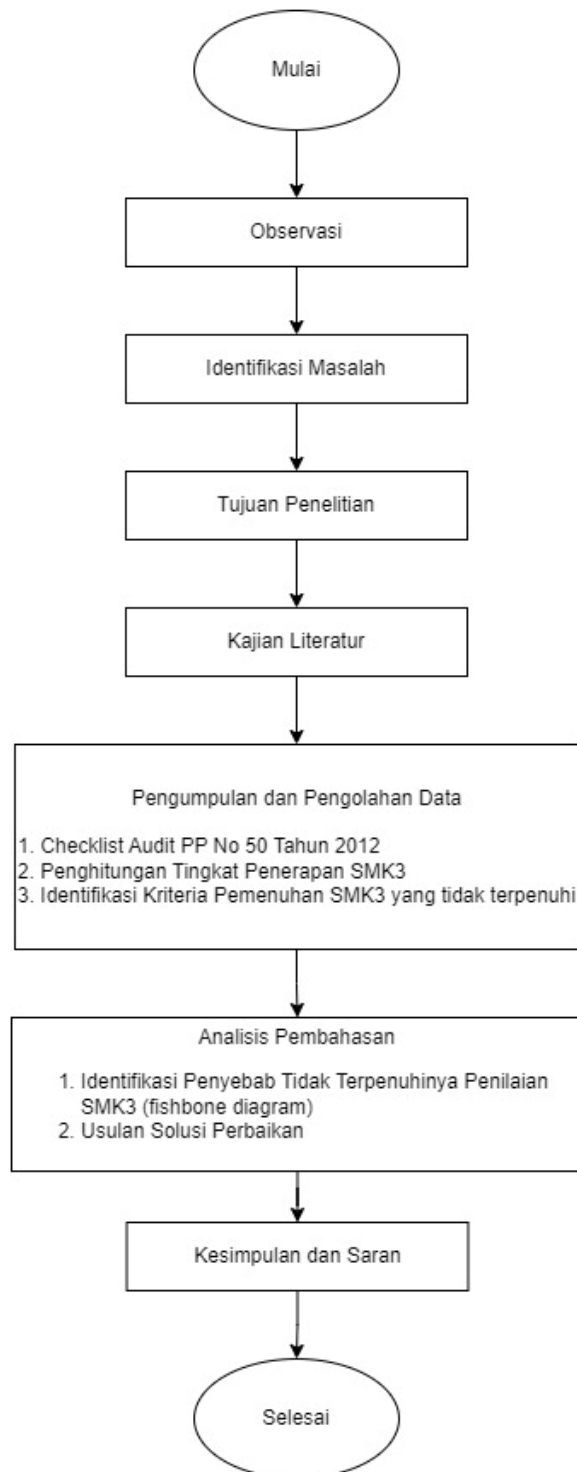 Mulai
Observasi
Identifikasi Masalah
Tujuan Penelitian
Kajian Literatur
Pengumpulan dan Pengolahan Data
1. Checklist Audit PP No 50 Tahun 2012
2. Penghitungan Tingkat Penerapan SMK3
3. Identifikasi Kriteria Pemenuhan SMK3 yang tidak terpenuhi
Analisis Pembahasan
1. Identifikasi Penyebab Tidak Terpenuhinya Penilaian
SMK3 (fishbone diagram)
2. Usulan Solusi Perbaikan
Kesimpulan dan Saran
Selesai